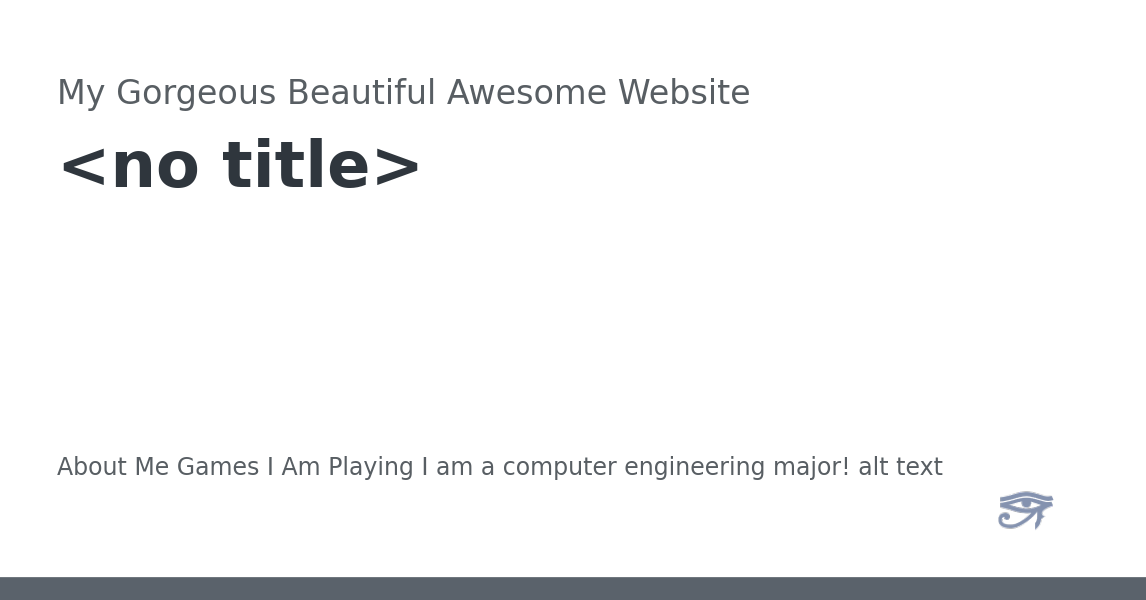 My Gorgeous Beautiful Awesome Website
<no title>
About Me Games I Am Playing I am a computer engineering major! alt text